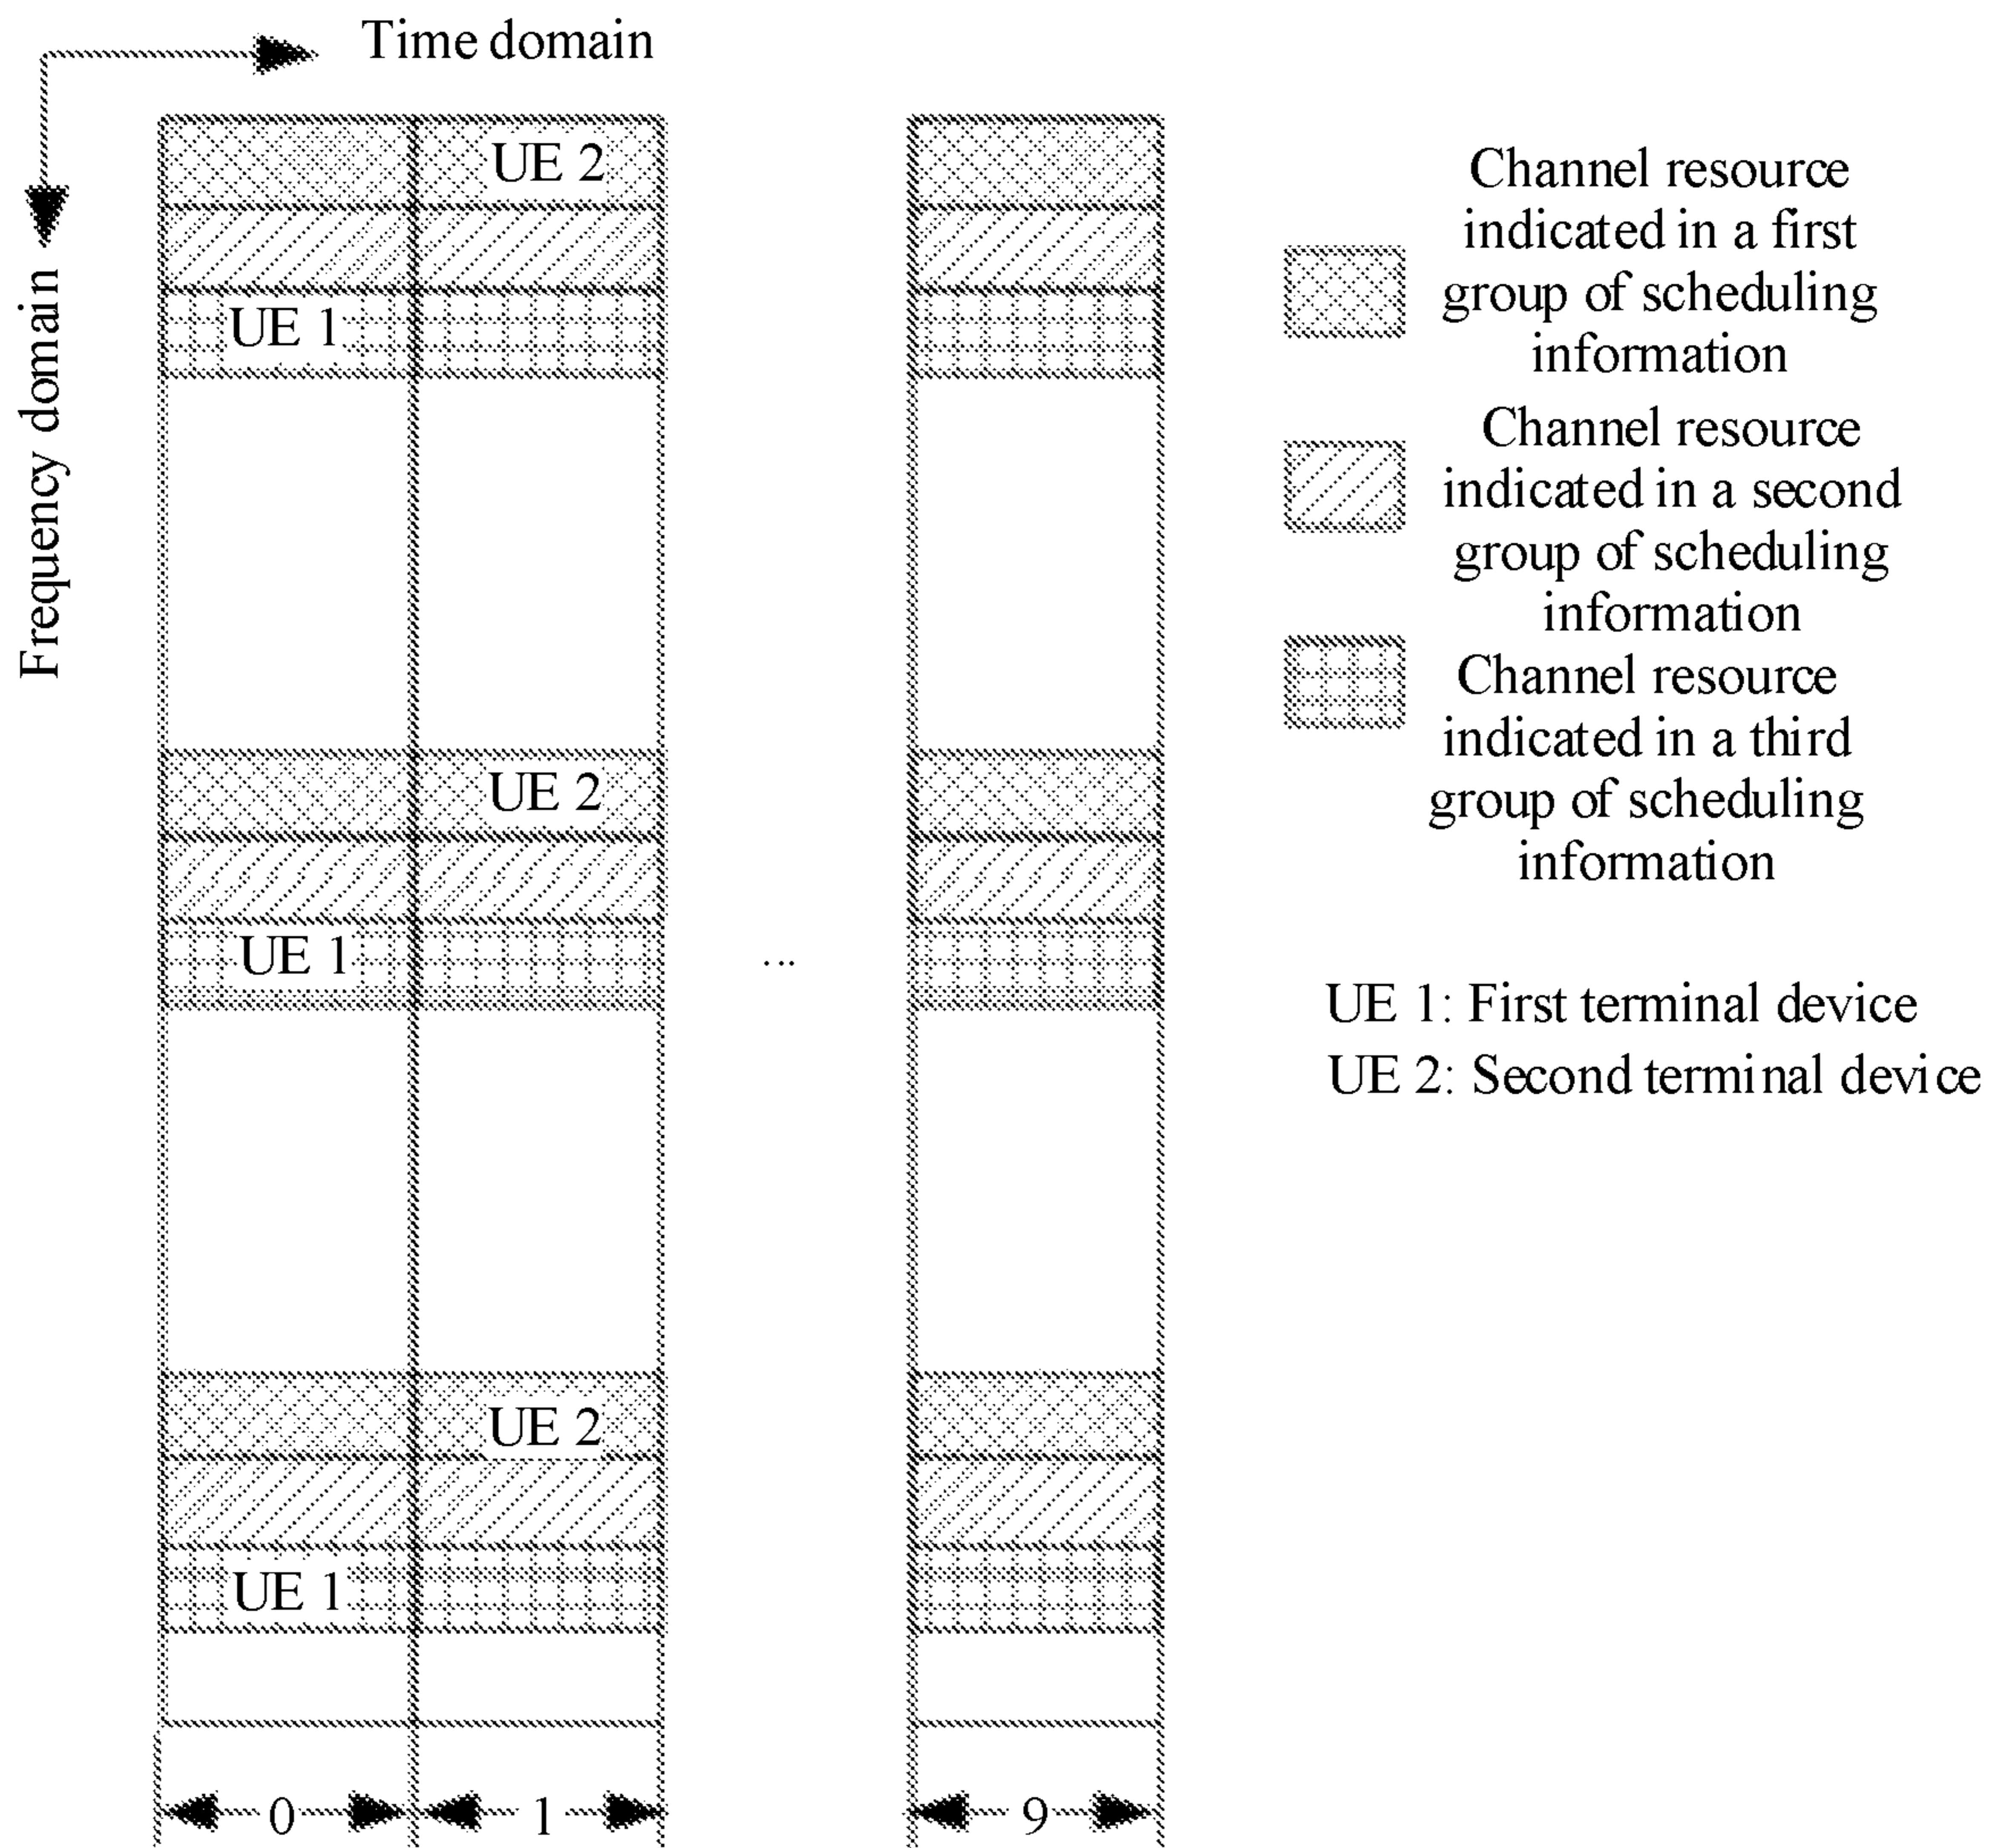 Time domain
Frequency domain
UE 2
UE 1
UE 2
UE 1
...
UE 2
UE 1
0
1
9
Channel resource
indicated in a first
group of scheduling
information
Channel resource
indicated in a second
group of scheduling
information
Channel resource
indicated in a third
group of scheduling
information
UE 1: First terminal device
UE 2: Second terminal device